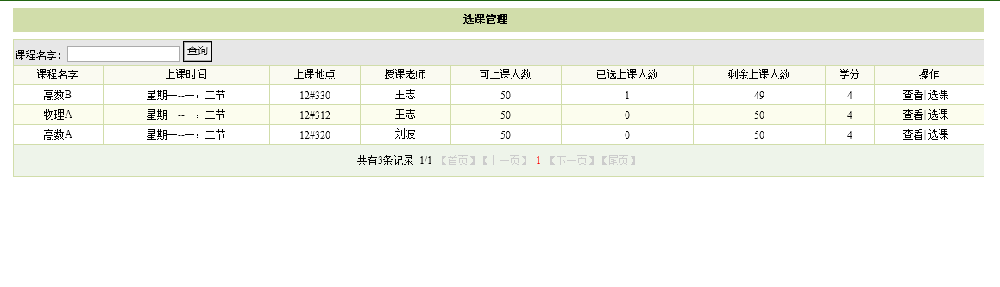 选课管理
课程名字： 查询
课程名字 上课时间 上课地点 授课老师 可上课人数 已选上课人数 剩余上课人数 学分 操作
高数B 星期一--一，二节 12#330 王志 50 1 49 4 查看| 选课
物理A 星期一--一，二节 12#312 王志 50 0 50 4 查看| 选课
高数A 星期一--一，二节 12#320 刘波 50 0 50 4 查看| 选课
共有3条记录 1/1 【首页】【上一页】 1 【下一页】【尾页】